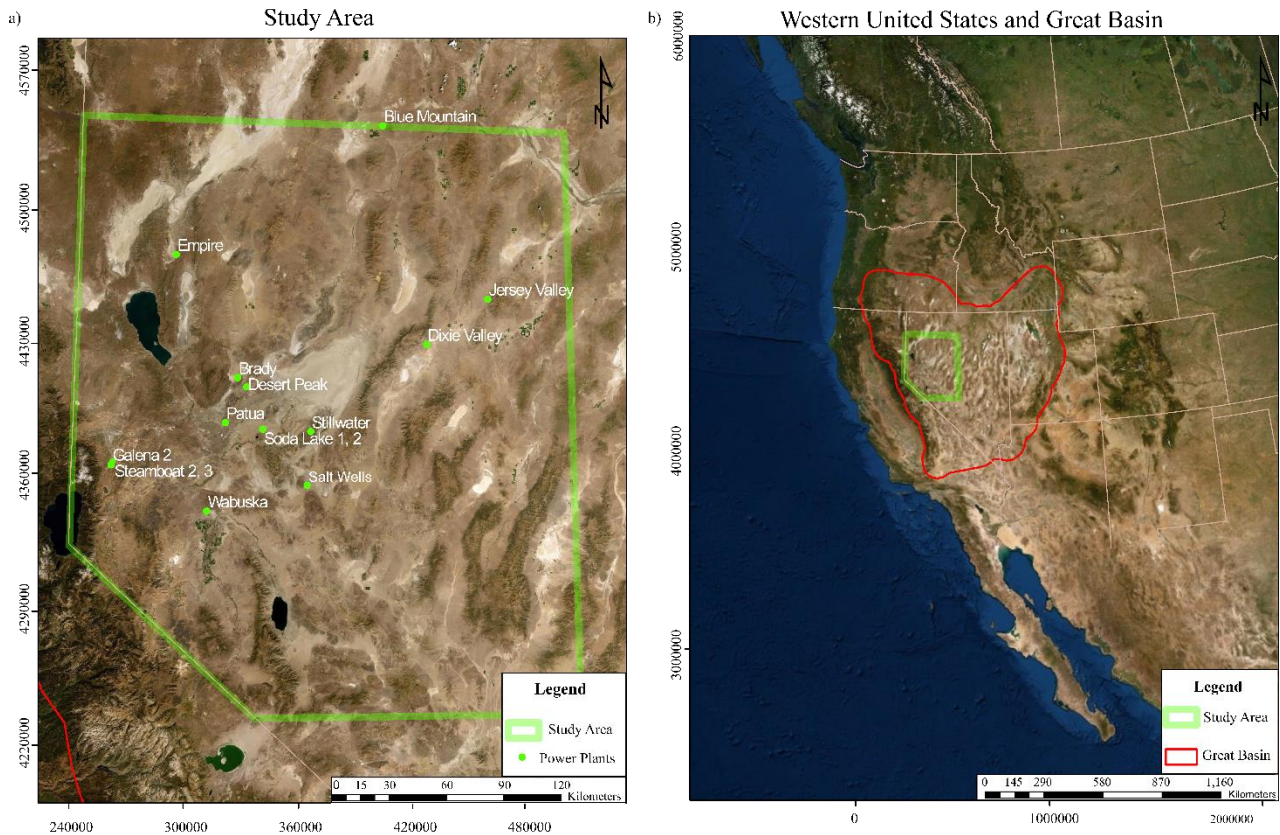 a)
Study Area
4570000
4500000
4430000
4360000
4290000
4220000
Blue Mountain
Empire
Jersey Valley
Dixie Valley
Brady
Desert Peak
Patua
Stillwater
Soda Lake 1, 2
Galena 2
Steamboat 2, 3
Salt Wells
Wabuska
N
Legend
Study Area
Power Plants
0 15 30 60 90 120
Kilometers
240000 300000 360000 420000 480000
b)
Western United States and Great Basin
6000000
5000000
4000000
3000000
N
Legend
Study Area
Great Basin
0 145 290 580 870 1,160
Kilometers
0 1000000 2000000